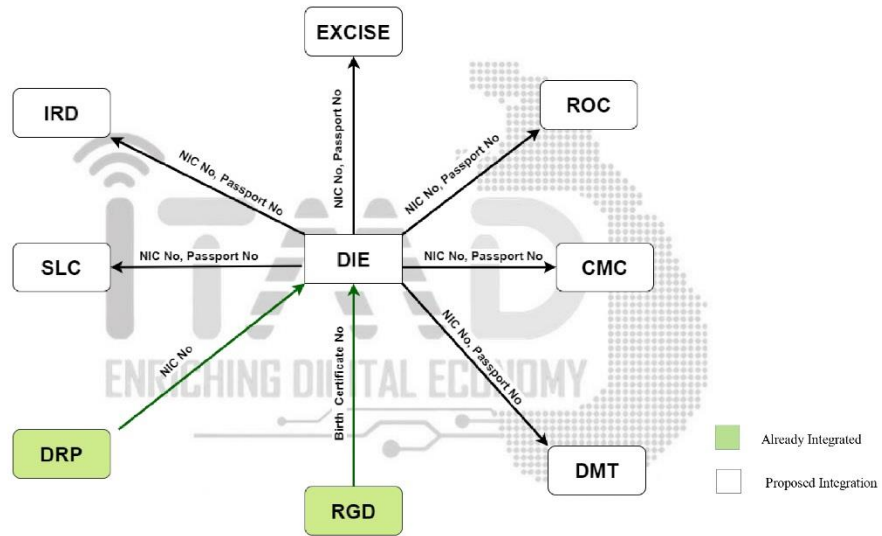 EXCISE
IRD
ROC
NIC No, Passport No
NIC No, Passport No
NIC No, Passport No
SLC
NIC No, Passport No
DIE
NIC No, Passport No
CMC
ITMD
NIC No
Birth Certificate No
NIC No, Passport No
ENRICHING DIGITAL ECONOMY
DRP
RGD
DMT
Already Integrated
Proposed Integration